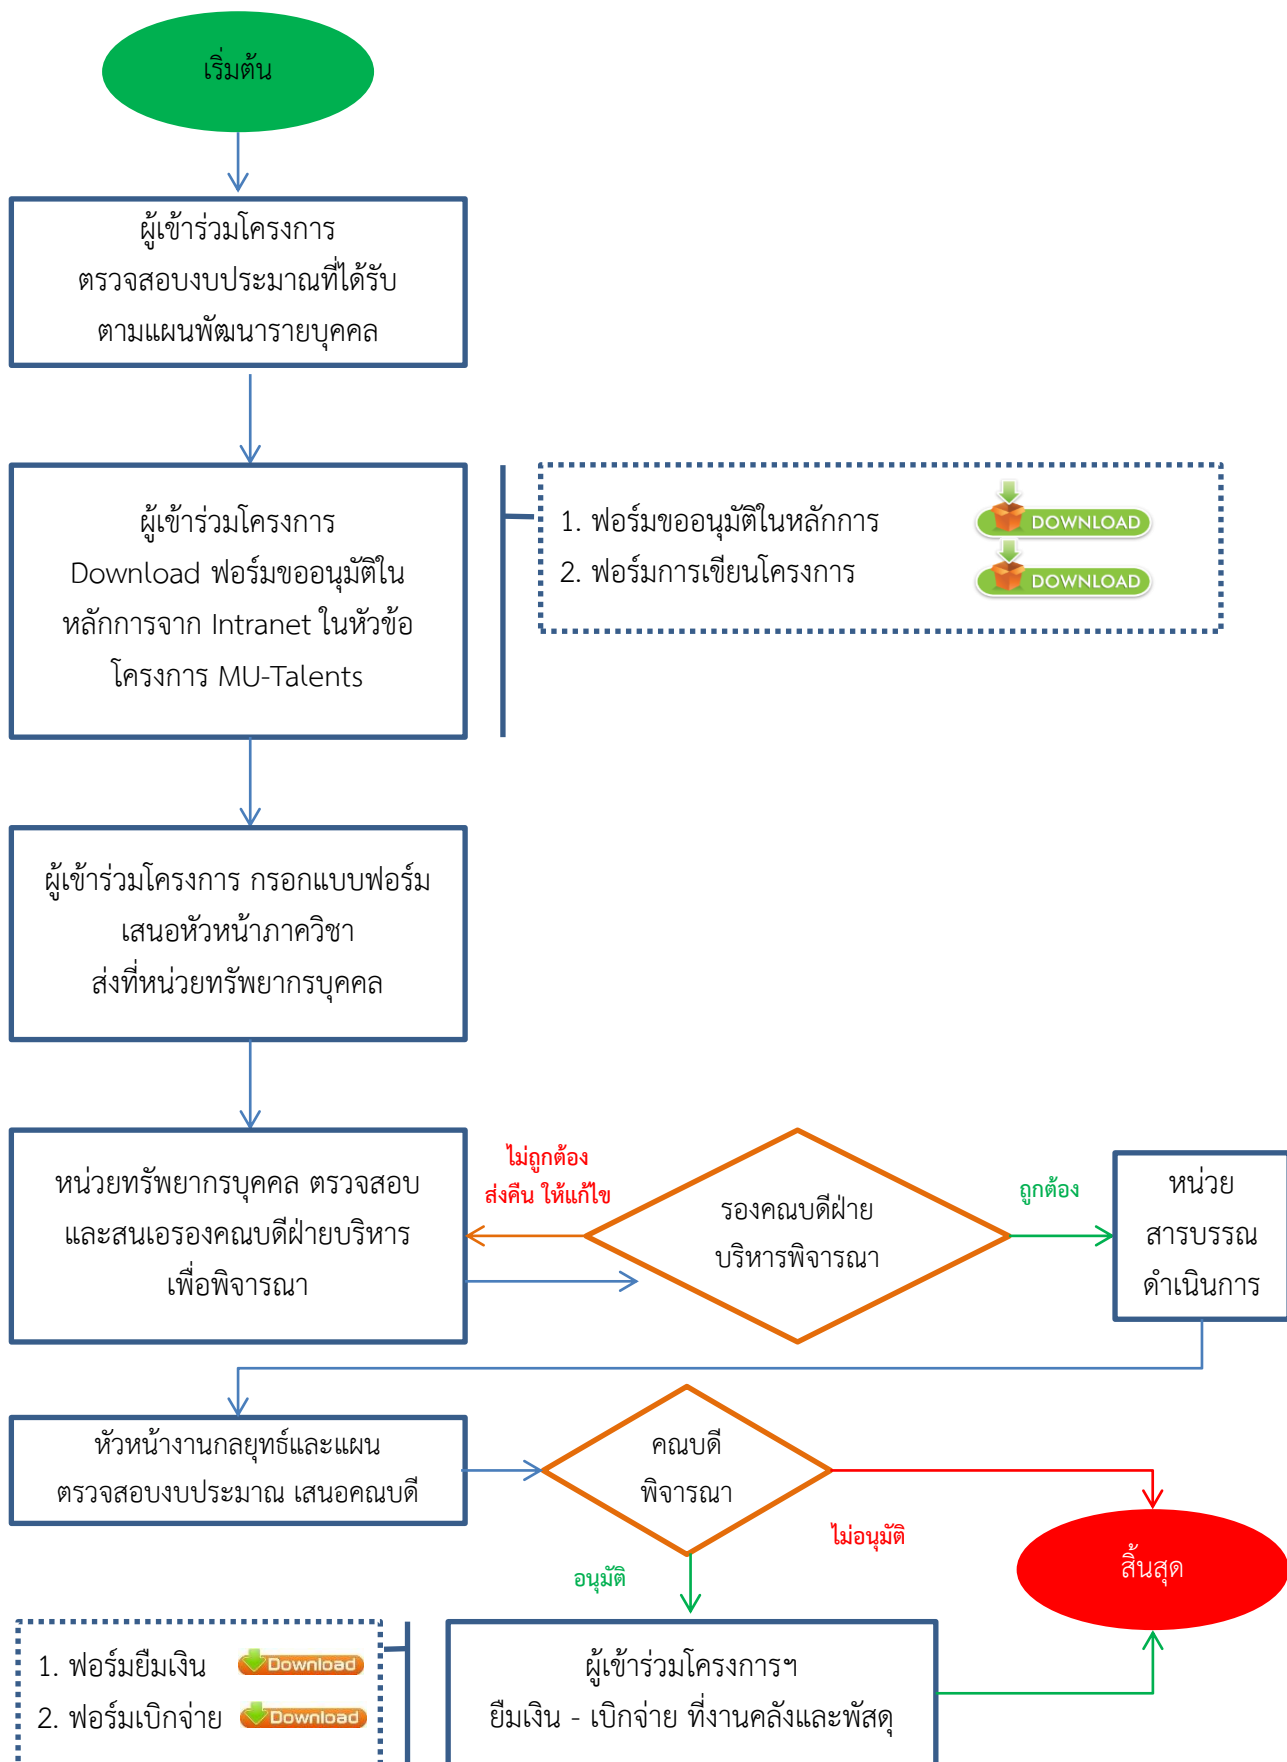 เริ่มต้น
ผู้เข้าร่วมโครงการ
ตรวจสอบงบประมาณที่ได้รับ
ตามแผนพัฒนารายบุคคล
ผู้เข้าร่วมโครงการ
Download ฟอร์มขออนุมัติใน
หลักการจาก Intranet ในหัวข้อ
โครงการ MU-Talents
1. ฟอร์มขออนุมัติในหลักการ DOWNLOAD
2. ฟอร์มการเขียนโครงการ DOWNLOAD
ผู้เข้าร่วมโครงการ กรอกแบบฟอร์ม
เสนอหัวหน้าภาควิชา
ส่งที่หน่วยทรัพยากรบุคคล
หน่วยทรัพยากรบุคคล ตรวจสอบ
และสนเอรองคณบดีฝ่ายบริหาร
เพื่อพิจารณา
ไม่ถูกต้อง
ส่งคืน ให้แก้ไข
รองคณบดีฝ่าย
บริหารพิจารณา
ถูกต้อง
หน่วย
สารบรรณ
ดำเนินการ
หัวหน้างานกลยุทธ์และแผน
ตรวจสอบงบประมาณ เสนอคณบดี
คณบดี
พิจารณา
ไม่อนุมัติ
อนุมัติ
สิ้นสุด
1. ฟอร์มยืมเงิน Download
2. ฟอร์มเบิกจ่าย Download
ผู้เข้าร่วมโครงการฯ
ยืมเงิน - เบิกจ่าย ที่งานคลังและพัสดุ